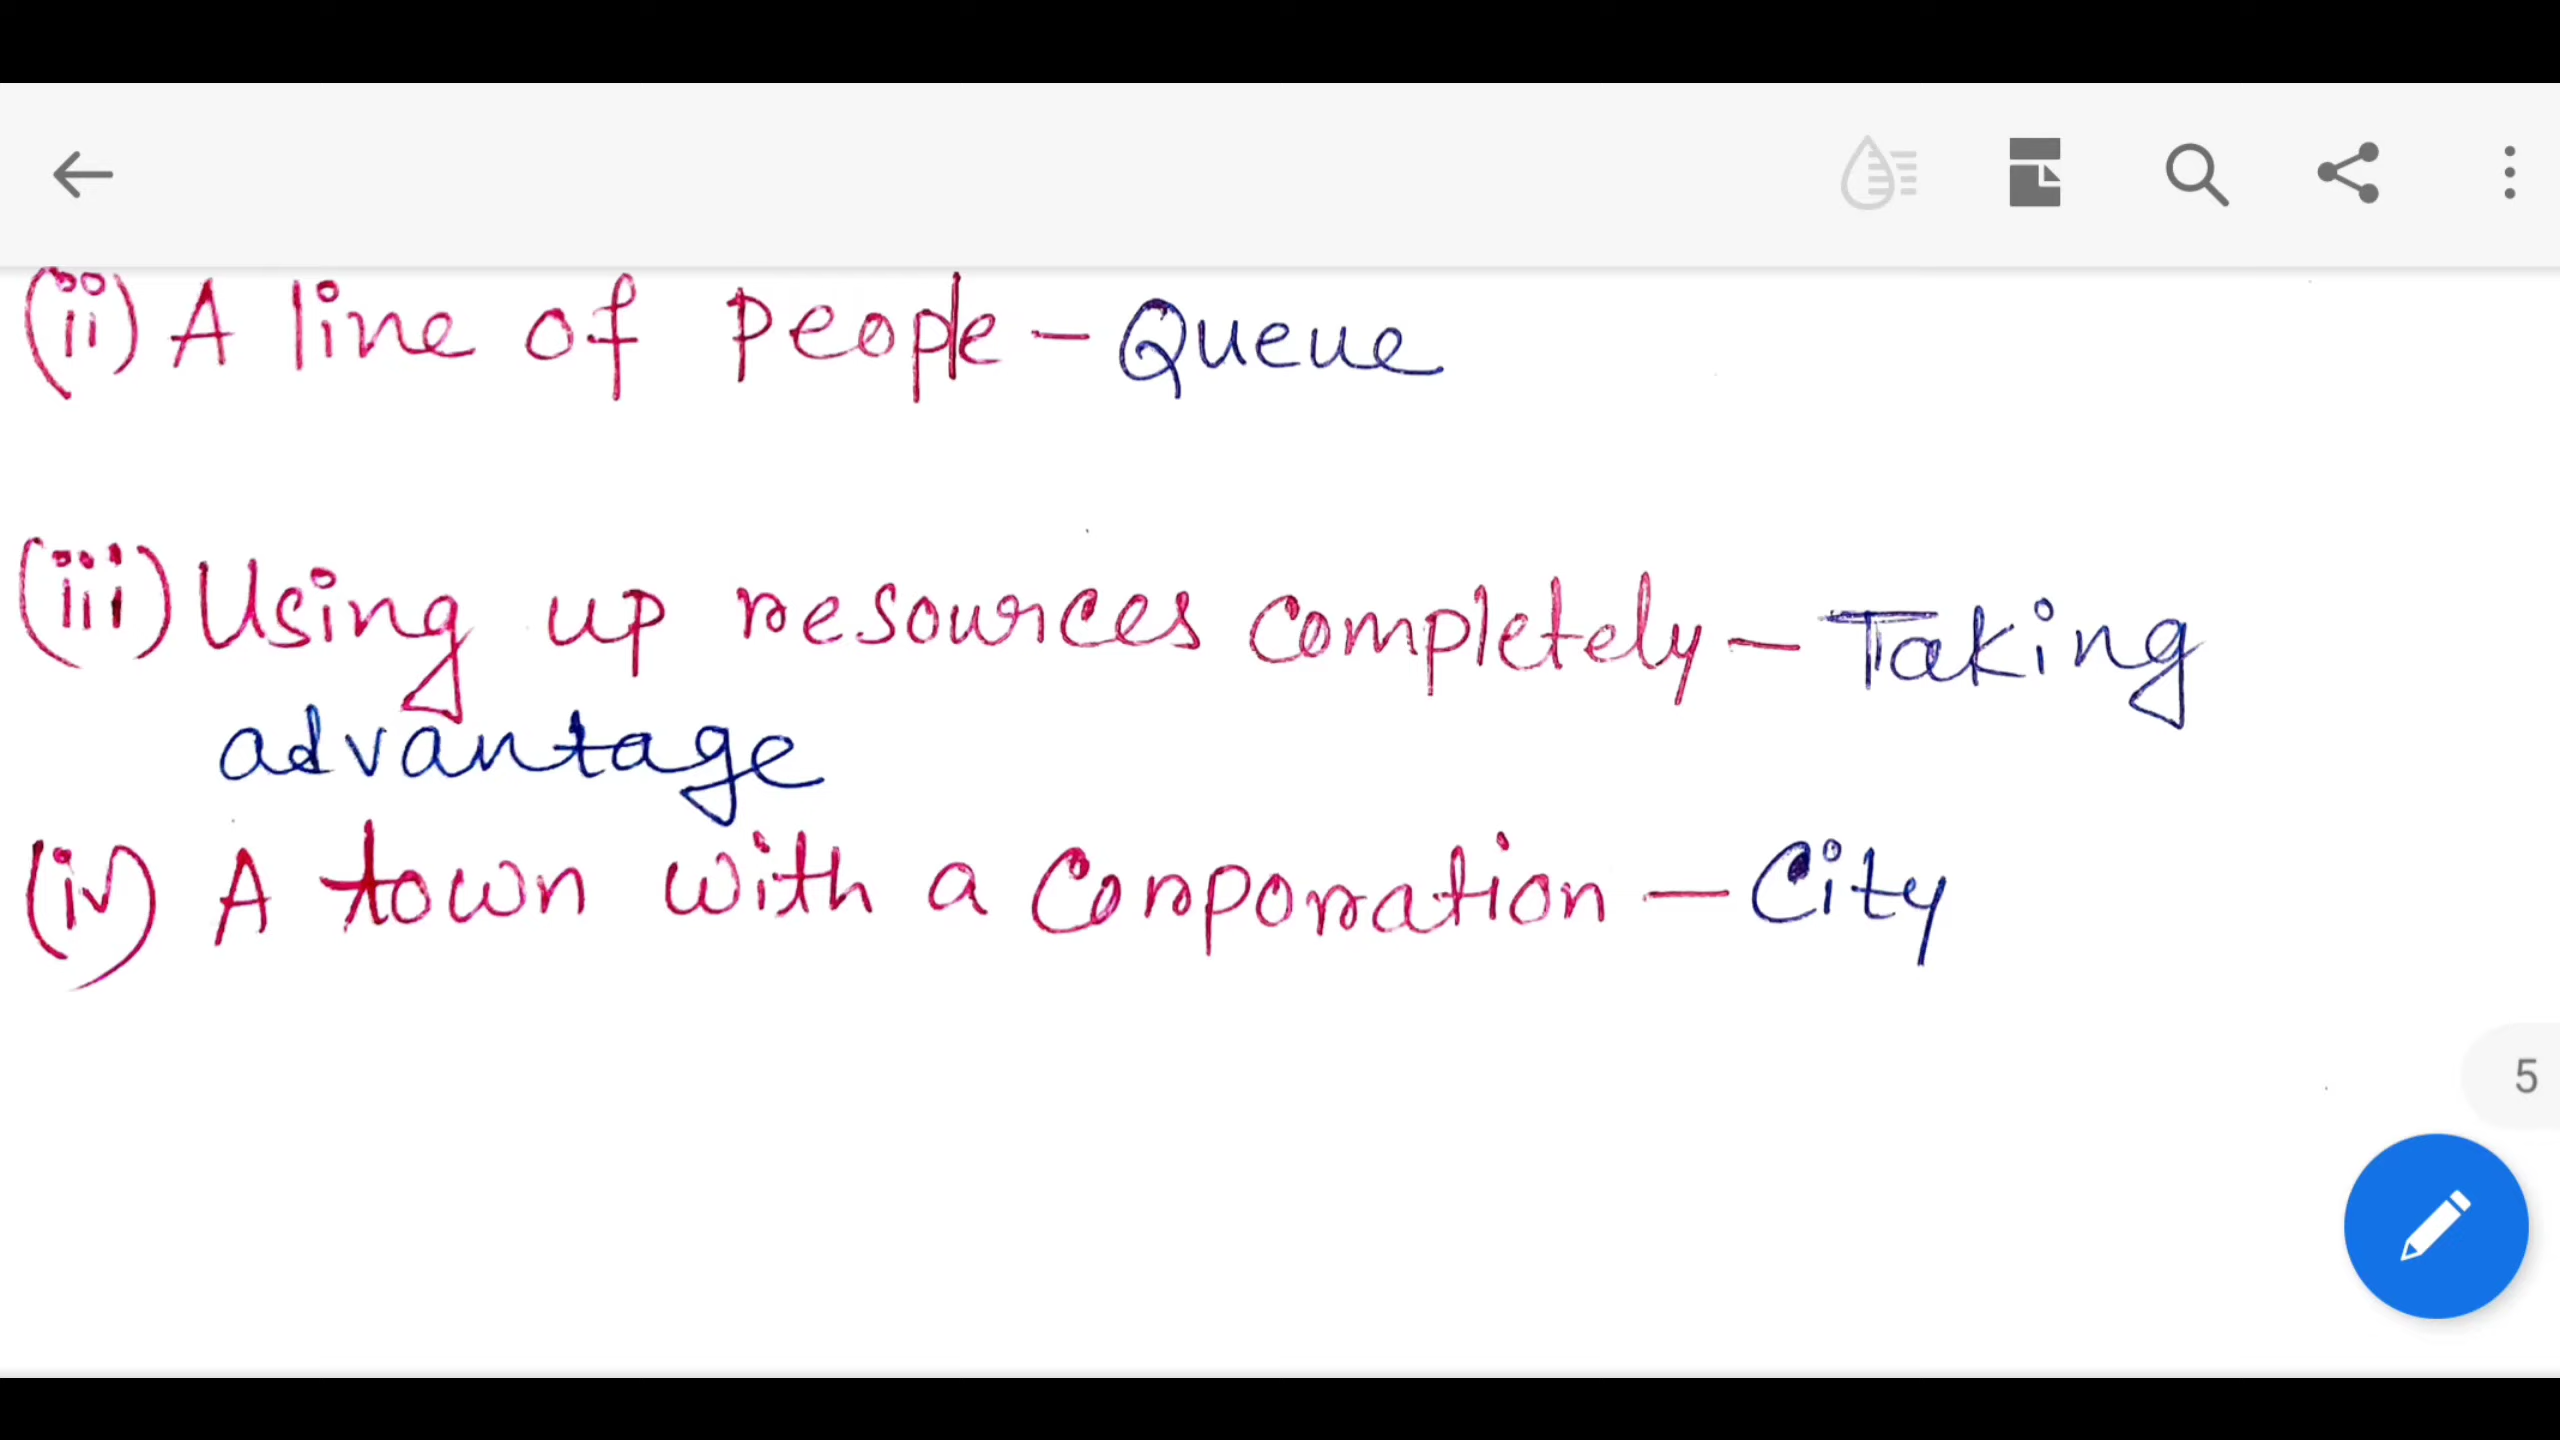 (ii) A line of people - Queue
(iii) Using up resources completely - Taking
advantage
(iv) A town with a Corporation - City
5